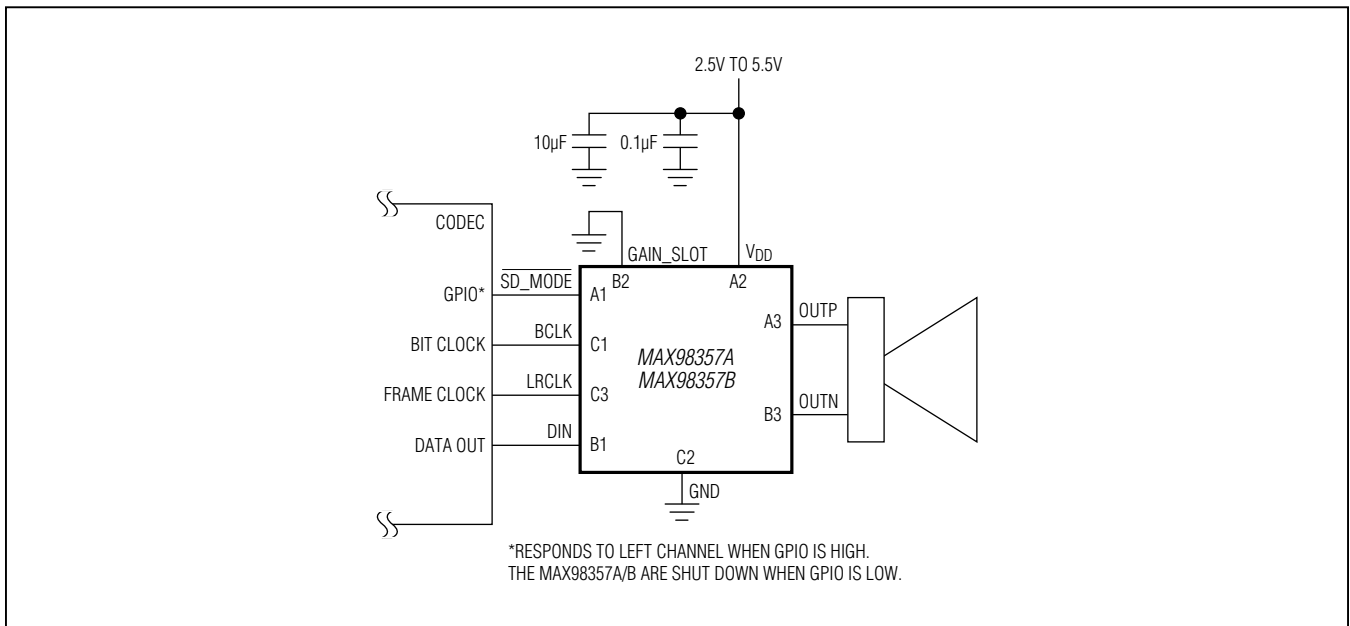 2.5V TO 5.5V
10µF
0.1µF
CODEC
GAIN_SLOT
VDD
GPIO*
SD_MODE
A1
B2
A2
BIT CLOCK
BCLK
C1
MAX98357A
MAX98357B
A3
OUTP
FRAME CLOCK
LRCLK
C3
B3
OUTN
DATA OUT
DIN
B1
C2
GND
*RESPONDS TO LEFT CHANNEL WHEN GPIO IS HIGH.
THE MAX98357A/B ARE SHUT DOWN WHEN GPIO IS LOW.